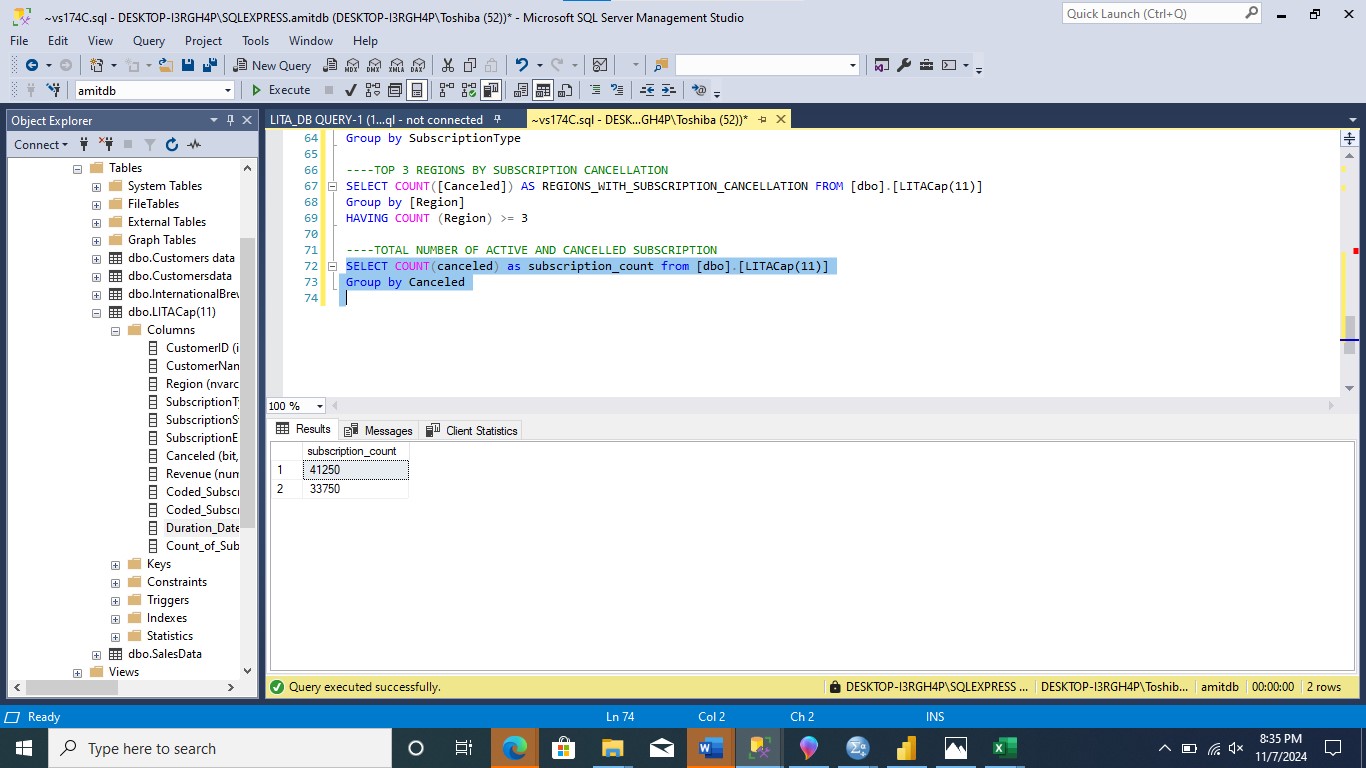 ~vs174C.sql - DESKTOP-I3RGH4P\SQLEXPRESS.amitdb (DESKTOP-I3RGH4P\Toshiba (52))* - Microsoft SQL Server Management Studio
Quick Launch (Ctrl+Q)
File Edit View Query Project Tools Window Help
New Query MDX DMX XMLA DAX
amitdb Execute
Object Explorer
LITA_DB QUERY-1 (1...ql - not connected
~vs174C.sql - DESK...GH4P\Toshiba (52))*
Connect
Tables
System Tables
FileTables
External Tables
Graph Tables
dbo.Customers data
dbo.Customersdata
dbo.InternationalBrev
dbo.LITACap(11)
Columns
CustomerID (i
CustomerNan
Region (nvarc
SubscriptionT
SubscriptionS
SubscriptionE
Canceled (bit,
Revenue (num
Coded_Subsc
Coded_Subsc
Duration_Date
Count_of_Sub
Keys
Constraints
Triggers
Indexes
Statistics
dbo.SalesData
Views
64 Group by SubscriptionType
65
66 ----TOP 3 REGIONS BY SUBSCRIPTION CANCELLATION
67 SELECT COUNT([Canceled]) AS REGIONS_WITH_SUBSCRIPTION_CANCELLATION FROM [dbo].[LITACap(11)]
68 Group by [Region]
69 HAVING COUNT (Region) >= 3
70
71 ----TOTAL NUMBER OF ACTIVE AND CANCELLED SUBSCRIPTION
72 SELECT COUNT(canceled) as subscription_count from [dbo].[LITACap(11)]
73 Group by Canceled
74
100 %
Results Messages Client Statistics
subscription_count
1 41250
2 33750
Query executed successfully.
DESKTOP-I3RGH4P\SQLEXPRESS ... DESKTOP-I3RGH4P\Toshib... amitdb 00:00:00 2 rows
Ready Ln 74 Col 2 Ch 2 INS
Type here to search
8:35 PM
11/7/2024